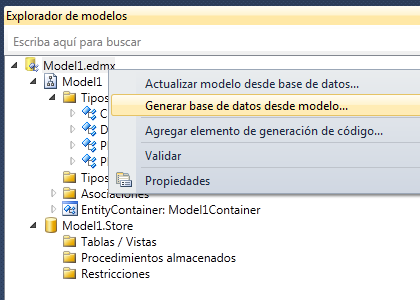 Explorador de modelos
Escriba aquí para buscar
Model1.edmx
Model1
Actualizar modelo desde base de datos...
Tipos
Generar base de datos desde modelo...
C
D
Agregar elemento de generación de código...
P
Validar
P
Tipos
Propiedades
Asociaciones
EntityContainer: Model1Container
Model1.Store
Tablas / Vistas
Procedimientos almacenados
Restricciones